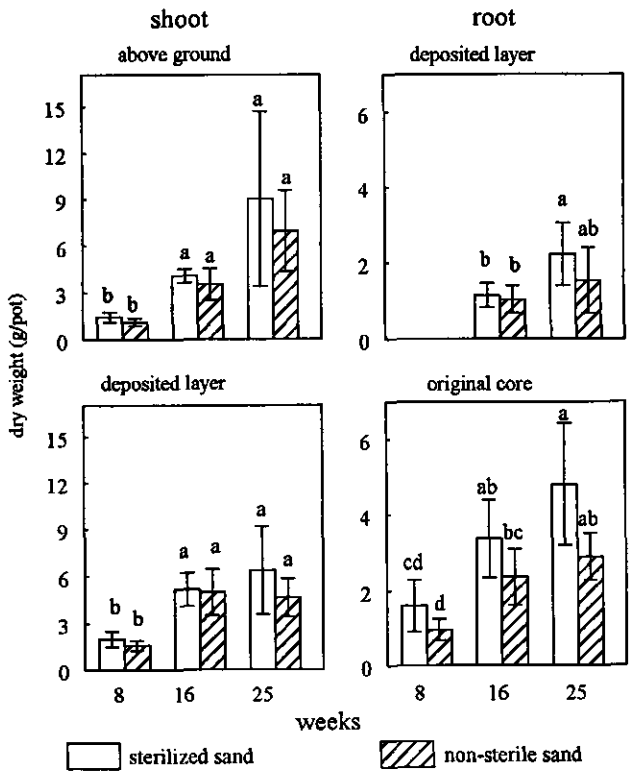 shoot root
above ground deposited layer
15
12
9
6
3
0
b b a a a a
6
4
2
0
b b a ab
dry weight (g/pot)
deposited layer original core
15
12
9
6
3
0
b b a a a a
6
4
2
0
cd d ab bc a ab
8 16 25 8 16 25
weeks
sterilized sand non-sterile sand